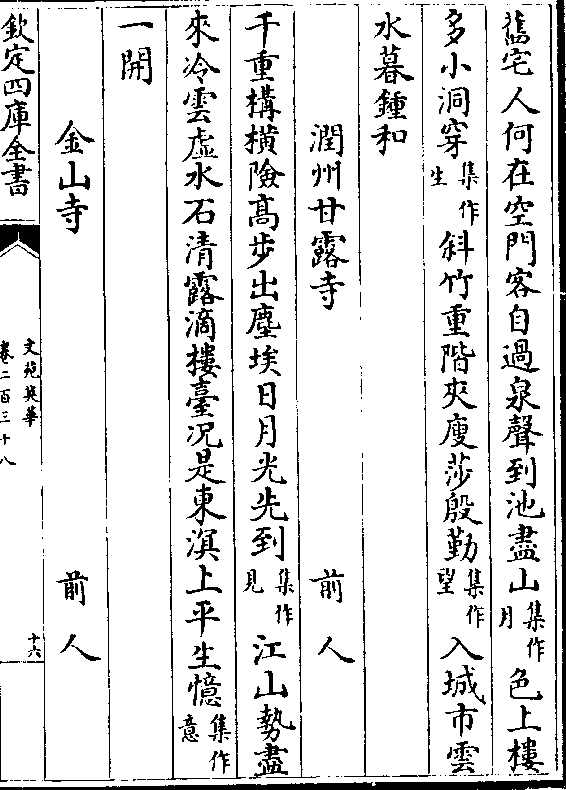 舊宅人何在空門客自過泉聲到池盡山集作月色上樓
多小洞穿集作生斜竹重階夾廋莎殷勤集作望入城市雲
水暮鍾和
潤州甘露寺 前人
千重構橫險高步出塵埃日月光先到集作見江山勢盡
來冷雲虛水石清露滴樓臺况是東溟上平生憶集作意
一開
金山寺 前人
欽定四庫全書
文苑英華
卷二百三十八
十六